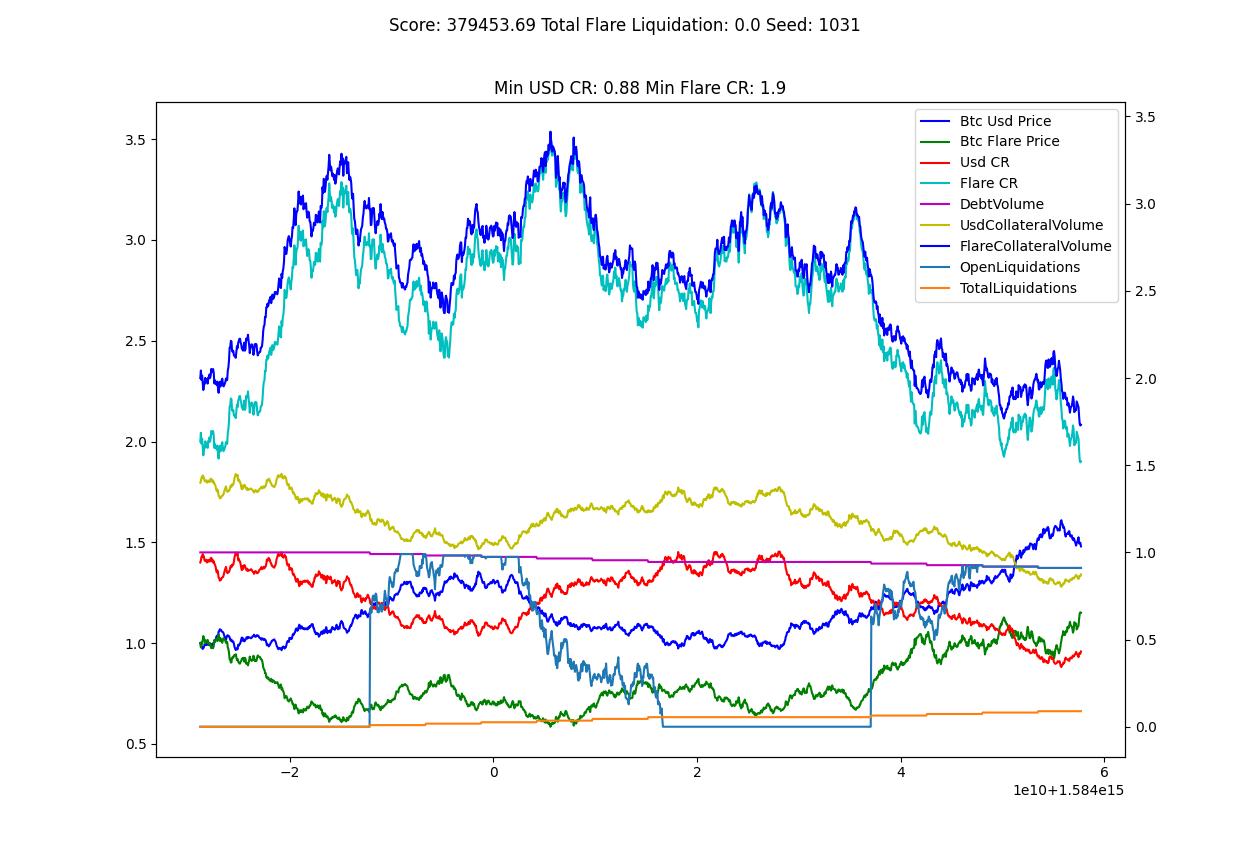 Score: 379453.69 Total Flare Liquidation: 0.0 Seed: 1031
Min USD CR: 0.88 Min Flare CR: 1.9
Btc Usd Price
Btc Flare Price
Usd CR
Flare CR
DebtVolume
UsdCollateralVolume
FlareCollateralVolume
OpenLiquidations
TotalLiquidations
3.5
3.0
2.5
2.0
1.5
1.0
0.5
3.5
3.0
2.5
2.0
1.5
1.0
0.5
0.0
−2 0 2 4 6
1e10+1.584e15